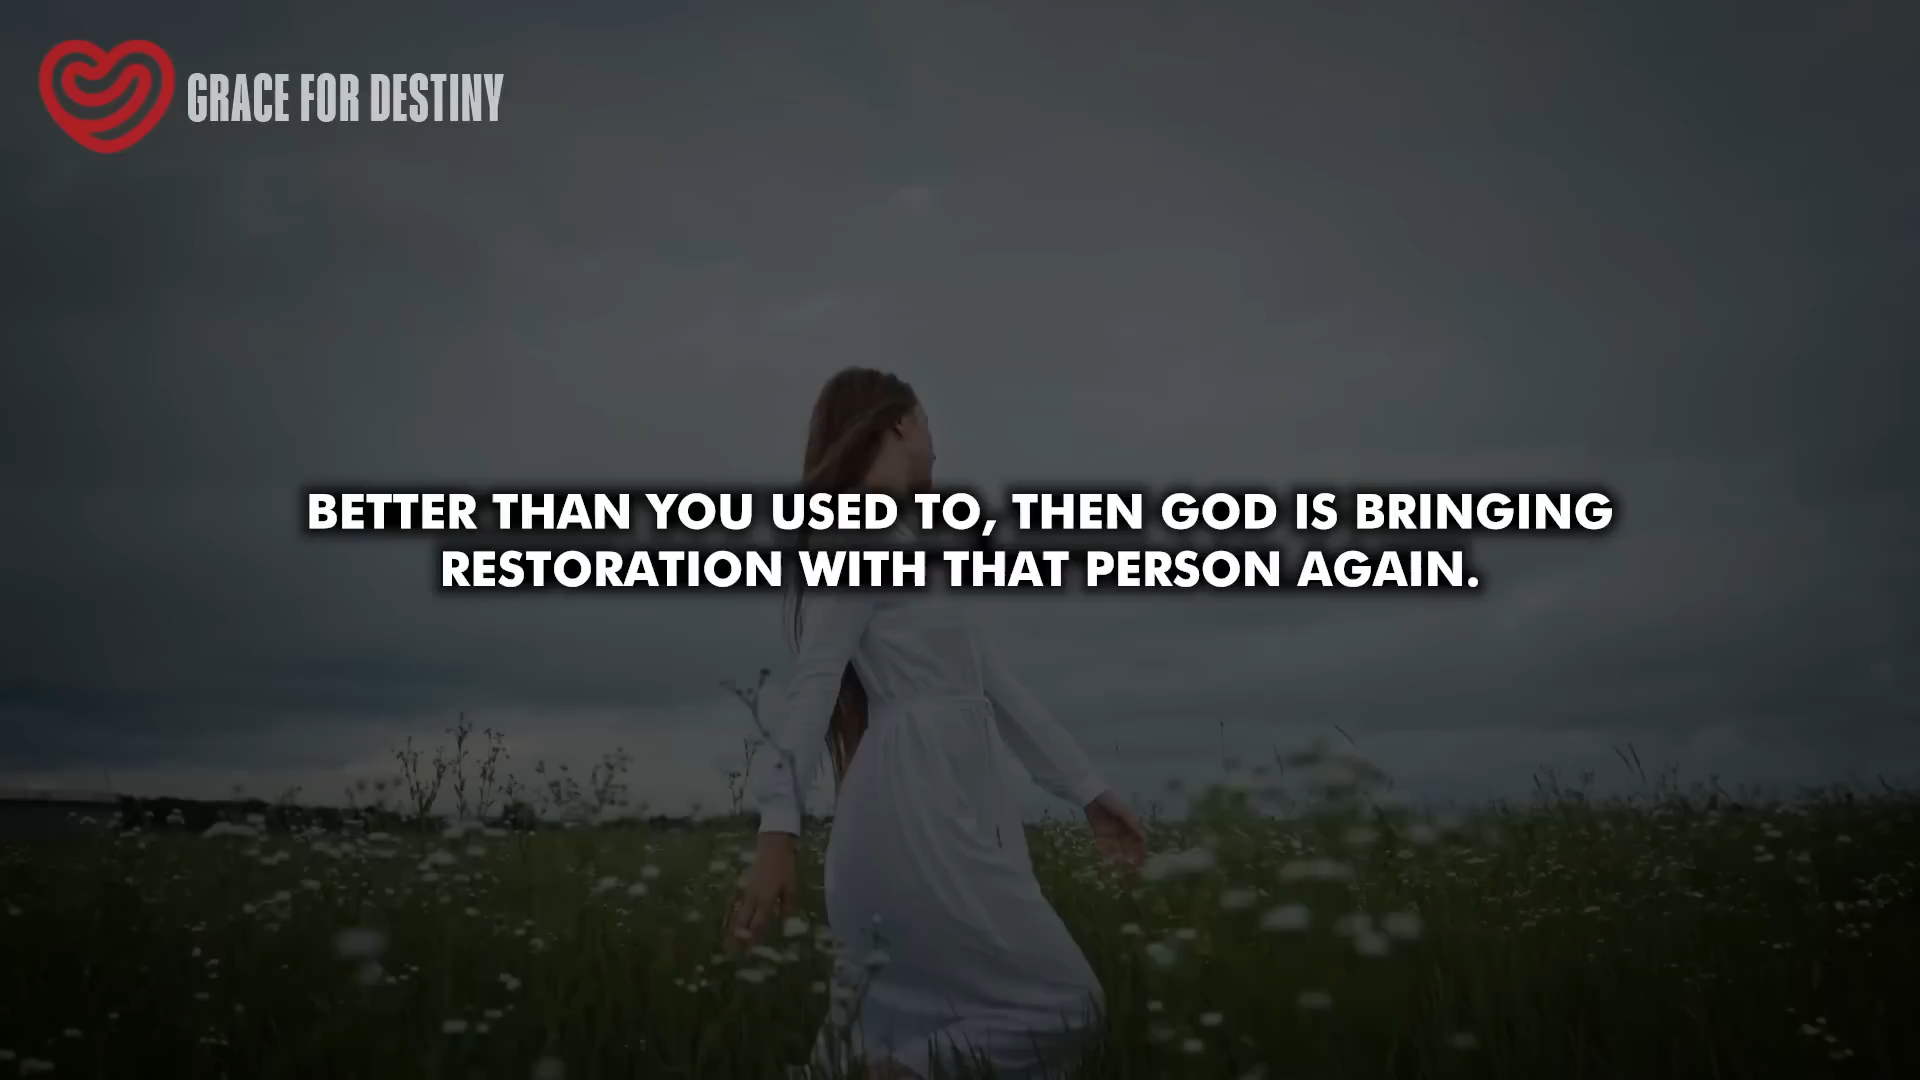 GRACE FOR DESTINY
BETTER THAN YOU USED TO, THEN GOD IS BRINGING
RESTORATION WITH THAT PERSON AGAIN.